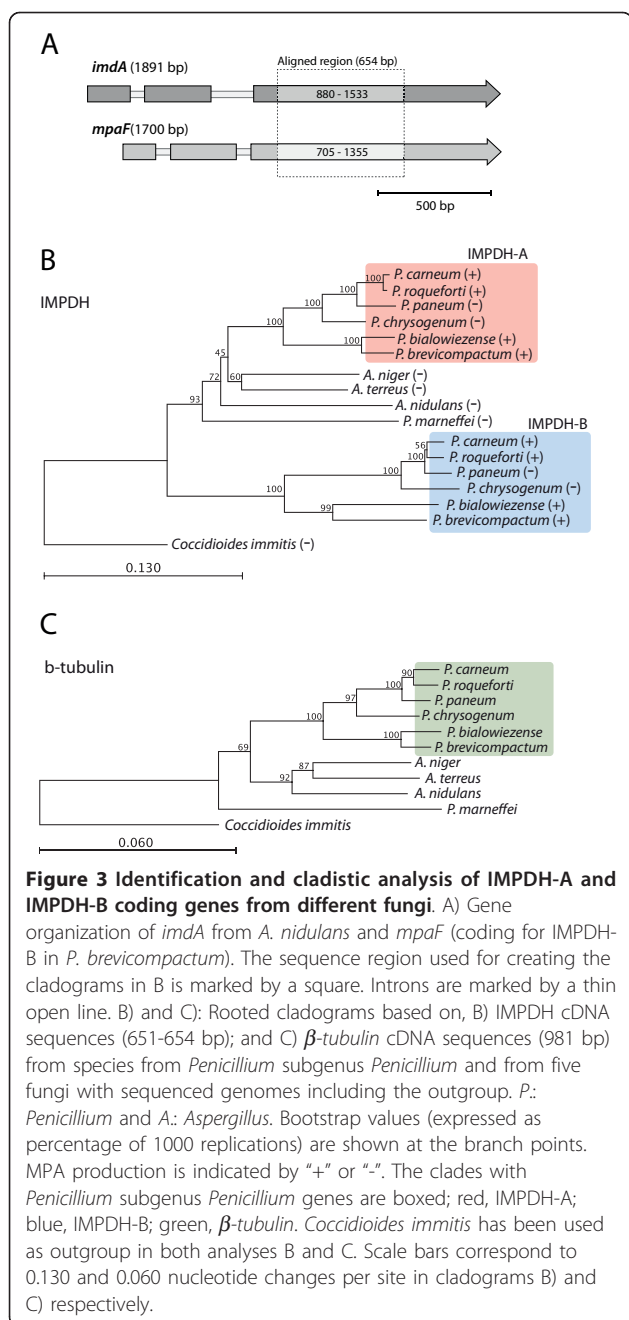 A
imdA (1891 bp)
Aligned region (654 bp)
880 - 1533
mpaF(1700 bp)
705 - 1355
500 bp
B
IMPDH
IMPDH-A
100
P. carneum (+)
P. roqueforti (+)
100
P. paneum (-)
100
P. chrysogenum (-)
100
P. bialowiezense (+)
100
P. brevicompactum (+)
45
60
A. niger (-)
A. terreus (-)
72
A. nidulans (-)
93
P. marneffei (-)
IMPDH-B
56
P. carneum (+)
P. roqueforti (+)
100
P. paneum (-)
100
P. chrysogenum (-)
100
P. bialowiezense (+)
99
P. brevicompactum (+)
Coccidioides immitis (-)
0.130
C
b-tubulin
90
P. carneum
P. roqueforti
100
P. paneum
97
P. chrysogenum
100
P. bialowiezense
100
P. brevicompactum
69
87
A. niger
A. terreus
92
A. nidulans
P. marneffei
Coccidioides immitis
0.060
Figure 3 Identification and cladistic analysis of IMPDH-A and
IMPDH-B coding genes from different fungi. A) Gene
organization of imdA from A. nidulans and mpaF (coding for IMPDH-
B in P. brevicompactum). The sequence region used for creating the
cladograms in B is marked by a square. Introns are marked by a thin
open line. B) and C): Rooted cladograms based on, B) IMPDH cDNA
sequences (651-654 bp); and C) β-tubulin cDNA sequences (981 bp)
from species from Penicillium subgenus Penicillium and from five
fungi with sequenced genomes including the outgroup. P.:
Penicillium and A.: Aspergillus. Bootstrap values (expressed as
percentage of 1000 replications) are shown at the branch points.
MPA production is indicated by “+” or “-”. The clades with
Penicillium subgenus Penicillium genes are boxed; red, IMPDH-A;
blue, IMPDH-B; green, β-tubulin. Coccidioides immitis has been used
as outgroup in both analyses B and C. Scale bars correspond to
0.130 and 0.060 nucleotide changes per site in cladograms B) and
C) respectively.